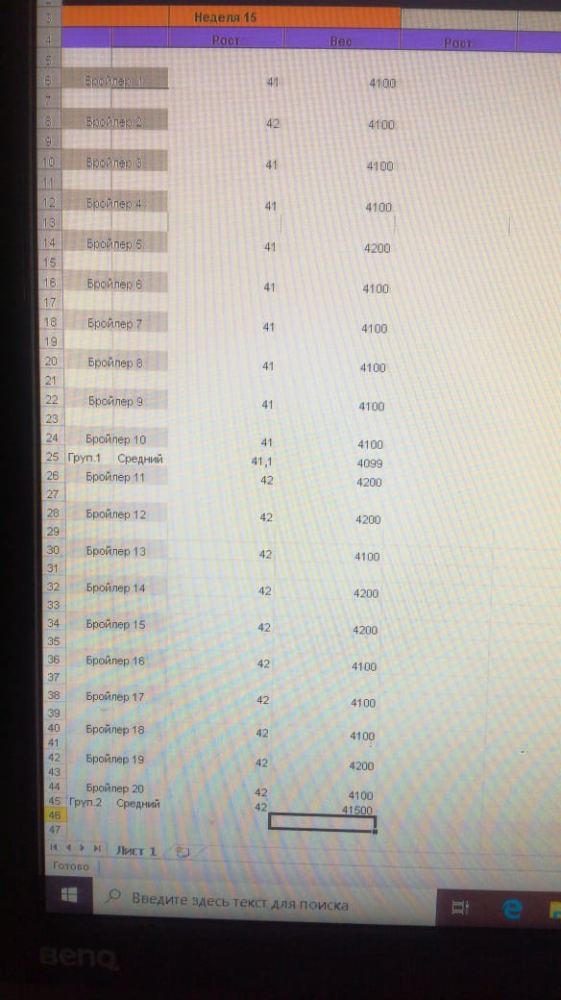 3 Неделя 15
4 Рост Вес Рост
5
6 Бройлер 1 41 4100
7
8 Бройлер 2 42 4100
9
10 Бройлер 3 41 4100
11
12 Бройлер 4 41 4100
13
14 Бройлер 5 41 4200
15
16 Бройлер 6 41 4100
17
18 Бройлер 7 41 4100
19
20 Бройлер 8 41 4100
21
22 Бройлер 9 41 4100
23
24 Бройлер 10 41 4100
25 Груп.1 Средний 41,1 4099
26 Бройлер 11 42 4200
27
28 Бройлер 12 42 4200
29
30 Бройлер 13 42 4100
31
32 Бройлер 14 42 4200
33
34 Бройлер 15 42 4200
35
36 Бройлер 16 42 4100
37
38 Бройлер 17 42 4100
39
40 Бройлер 18 42 4100
41
42 Бройлер 19 42 4200
43
44 Бройлер 20 42 4100
45 Груп.2 Средний 42 41500
46
47
Лист 1
Готово
Введите здесь текст для поиска
BenQ